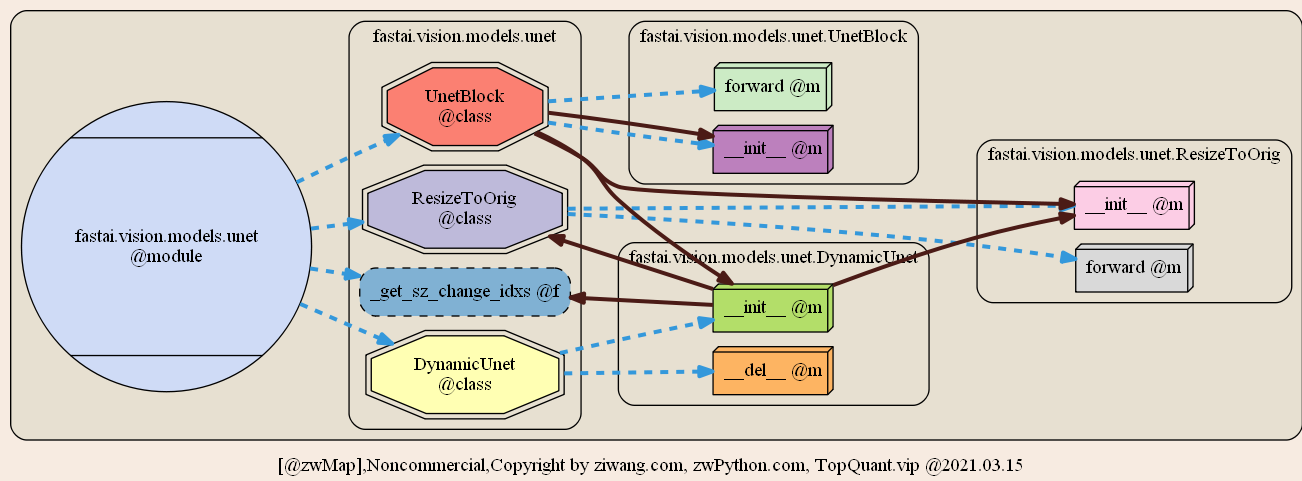 fastai.vision.models.unet
@module
fastai.vision.models.unet
UnetBlock
@class
ResizeToOrig
@class
_get_sz_change_idxs @f
DynamicUnet
@class
fastai.vision.models.unet.UnetBlock
forward @m
__init__ @m
fastai.vision.models.unet.DynamicUnet
__init__ @m
__del__ @m
fastai.vision.models.unet.ResizeToOrig
__init__ @m
forward @m
[@zwMap],Noncommercial,Copyright by ziwang.com, zwPython.com, TopQuant.vip @2021.03.15